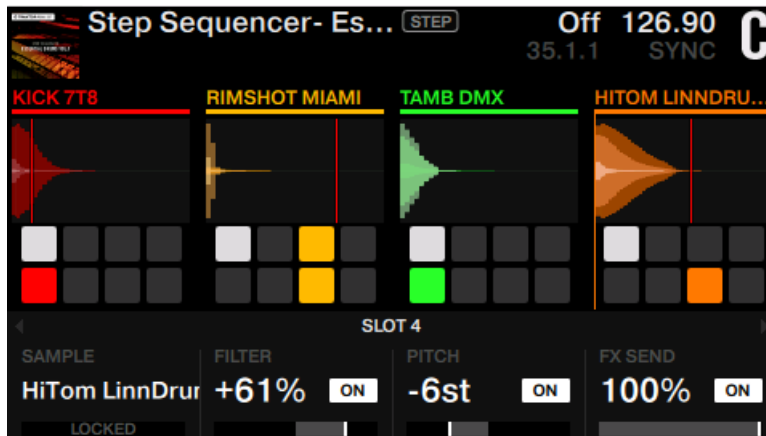 Step Sequencer- Es... STEP Off 126.90 C
35.1.1 SYNC
KICK 7T8 RIMSHOT MIAMI TAMB DMX HITOM LINNDRU...
SLOT 4
SAMPLE FILTER PITCH FX SEND
HiTom LinnDrur +61% ON -6st ON 100% ON
LOCKED